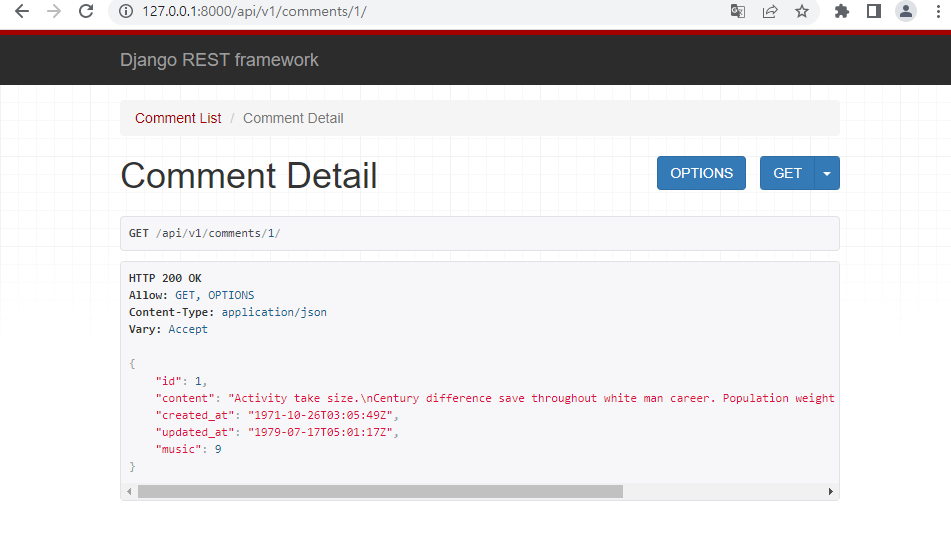 127.0.0.1:8000/api/v1/comments/1/
Django REST framework
Comment List / Comment Detail
Comment Detail
OPTIONS GET
GET /api/v1/comments/1/
HTTP 200 OK
Allow: GET, OPTIONS
Content-Type: application/json
Vary: Accept
{
    "id": 1,
    "content": "Activity take size.\nCentury difference save throughout white man career. Population weight
    "created_at": "1971-10-26T03:05:49Z",
    "updated_at": "1979-07-17T05:01:17Z",
    "music": 9
}